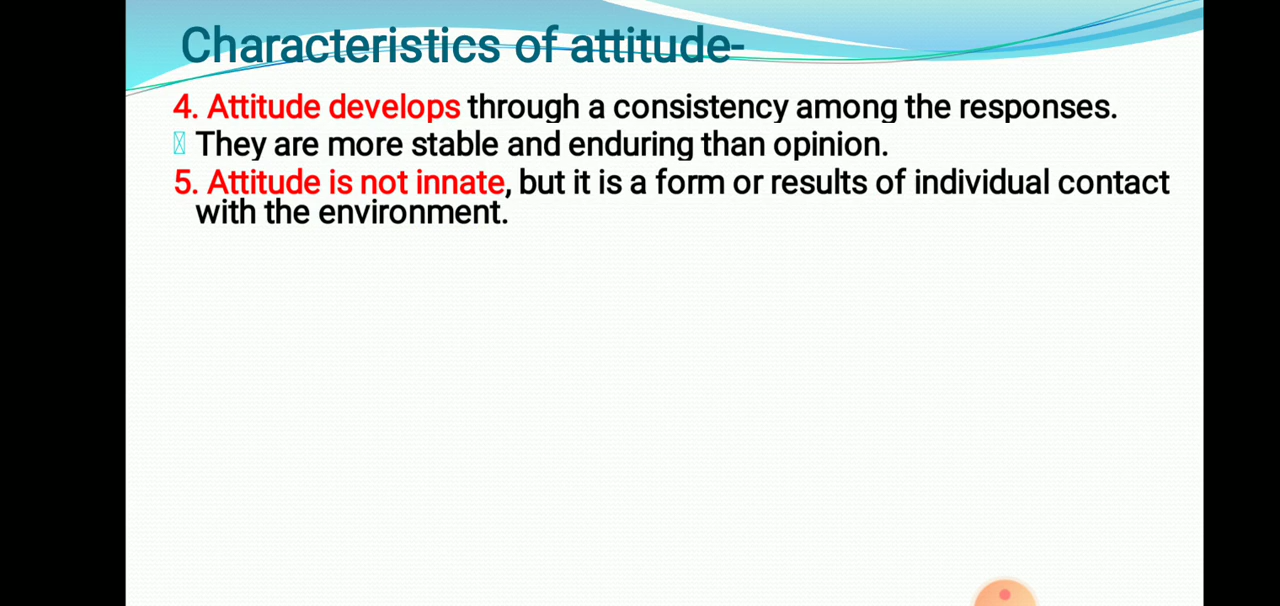 Characteristics of attitude-
4. Attitude develops through a consistency among the responses.
They are more stable and enduring than opinion.
5. Attitude is not innate, but it is a form or results of individual contact
with the environment.